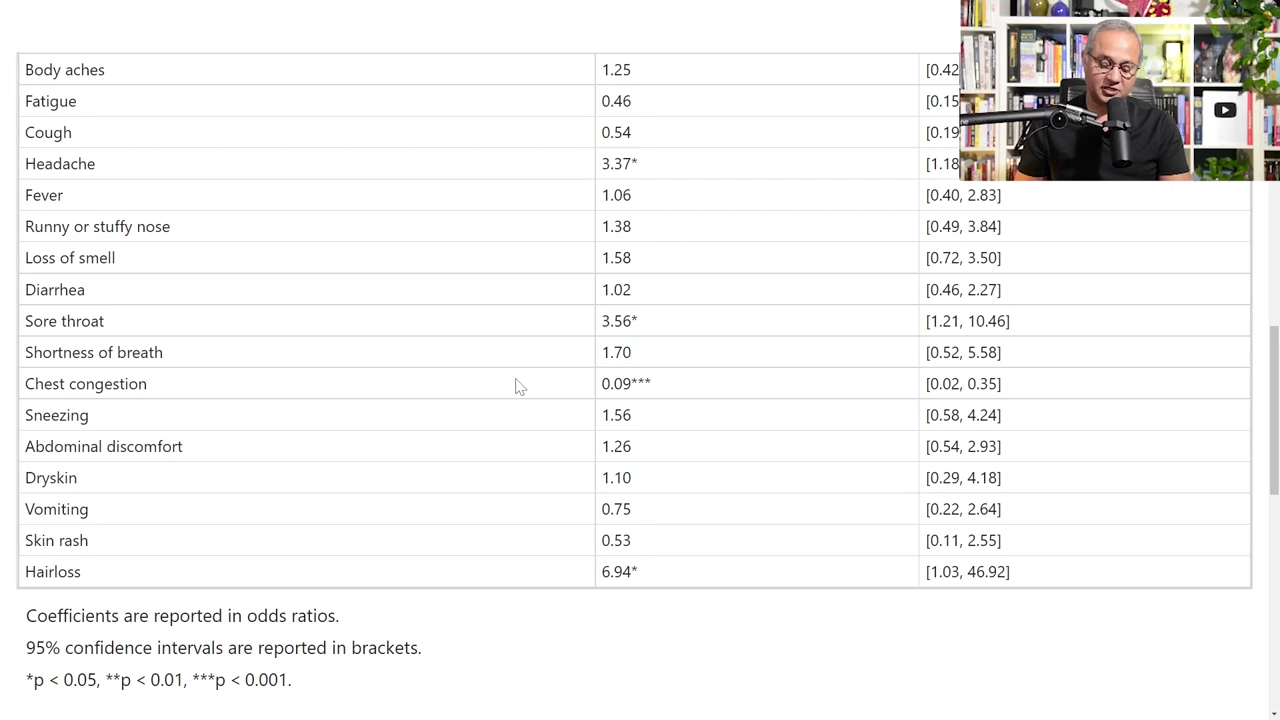 Body aches 1.25 [0.42
Fatigue 0.46 [0.15
Cough 0.54 [0.19
Headache 3.37* [1.18
Fever 1.06 [0.40, 2.83]
Runny or stuffy nose 1.38 [0.49, 3.84]
Loss of smell 1.58 [0.72, 3.50]
Diarrhea 1.02 [0.46, 2.27]
Sore throat 3.56* [1.21, 10.46]
Shortness of breath 1.70 [0.52, 5.58]
Chest congestion 0.09*** [0.02, 0.35]
Sneezing 1.56 [0.58, 4.24]
Abdominal discomfort 1.26 [0.54, 2.93]
Dryskin 1.10 [0.29, 4.18]
Vomiting 0.75 [0.22, 2.64]
Skin rash 0.53 [0.11, 2.55]
Hairloss 6.94* [1.03, 46.92]
Coefficients are reported in odds ratios.
95% confidence intervals are reported in brackets.
*p < 0.05, **p < 0.01, ***p < 0.001.